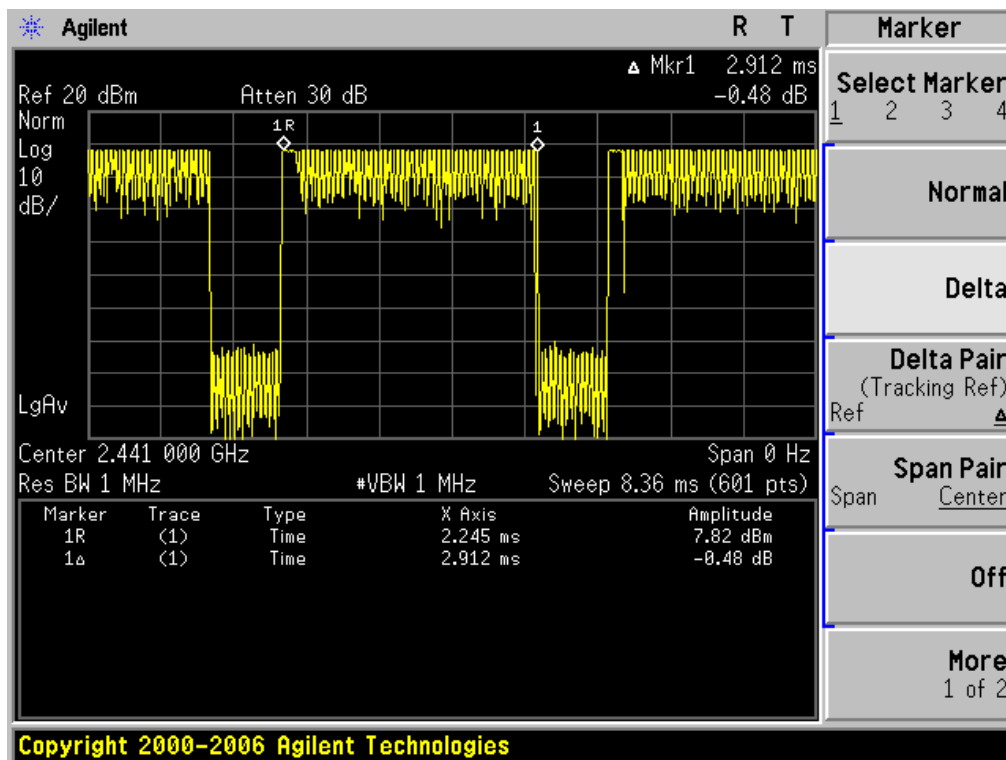 Agilent R T
Marker
Δ Mkr1 2.912 ms
Ref 20 dBm Atten 30 dB -0.48 dB
Norm
Log
10
dB/
1R
1
LgAv
Center 2.441 000 GHz Span 0 Hz
Res BW 1 MHz #VBW 1 MHz Sweep 8.36 ms (601 pts)
Marker Trace Type X Axis Amplitude
1R (1) Time 2.245 ms 7.82 dBm
1Δ (1) Time 2.912 ms -0.48 dB
Select Marker
1 2 3 4
Normal
Delta
Delta Pair
(Tracking Ref)
Ref Δ
Span Pair
Span Center
Off
More
1 of 2
Copyright 2000-2006 Agilent Technologies